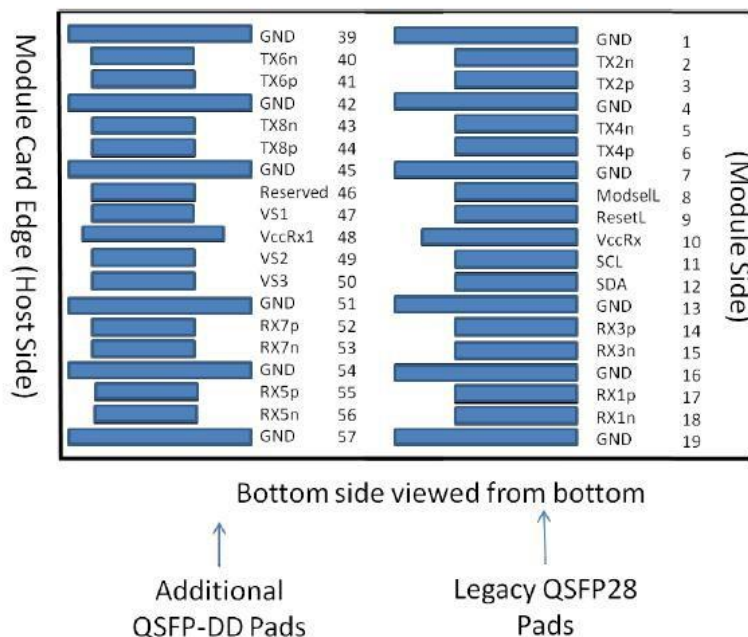 Module Card Edge (Host Side)
GND 39
TX6n 40
TX6p 41
GND 42
TX8n 43
TX8p 44
GND 45
Reserved 46
VS1 47
VccRx1 48
VS2 49
VS3 50
GND 51
RX7p 52
RX7n 53
GND 54
RX5p 55
RX5n 56
GND 57
GND 1
TX2n 2
TX2p 3
GND 4
TX4n 5
TX4p 6
GND 7
ModselL 8
ResetL 9
VccRx 10
SCL 11
SDA 12
GND 13
RX3p 14
RX3n 15
GND 16
RX1p 17
RX1n 18
GND 19
(Module Side)
Bottom side viewed from bottom
Additional
QSFP-DD Pads
Legacy QSFP28
Pads